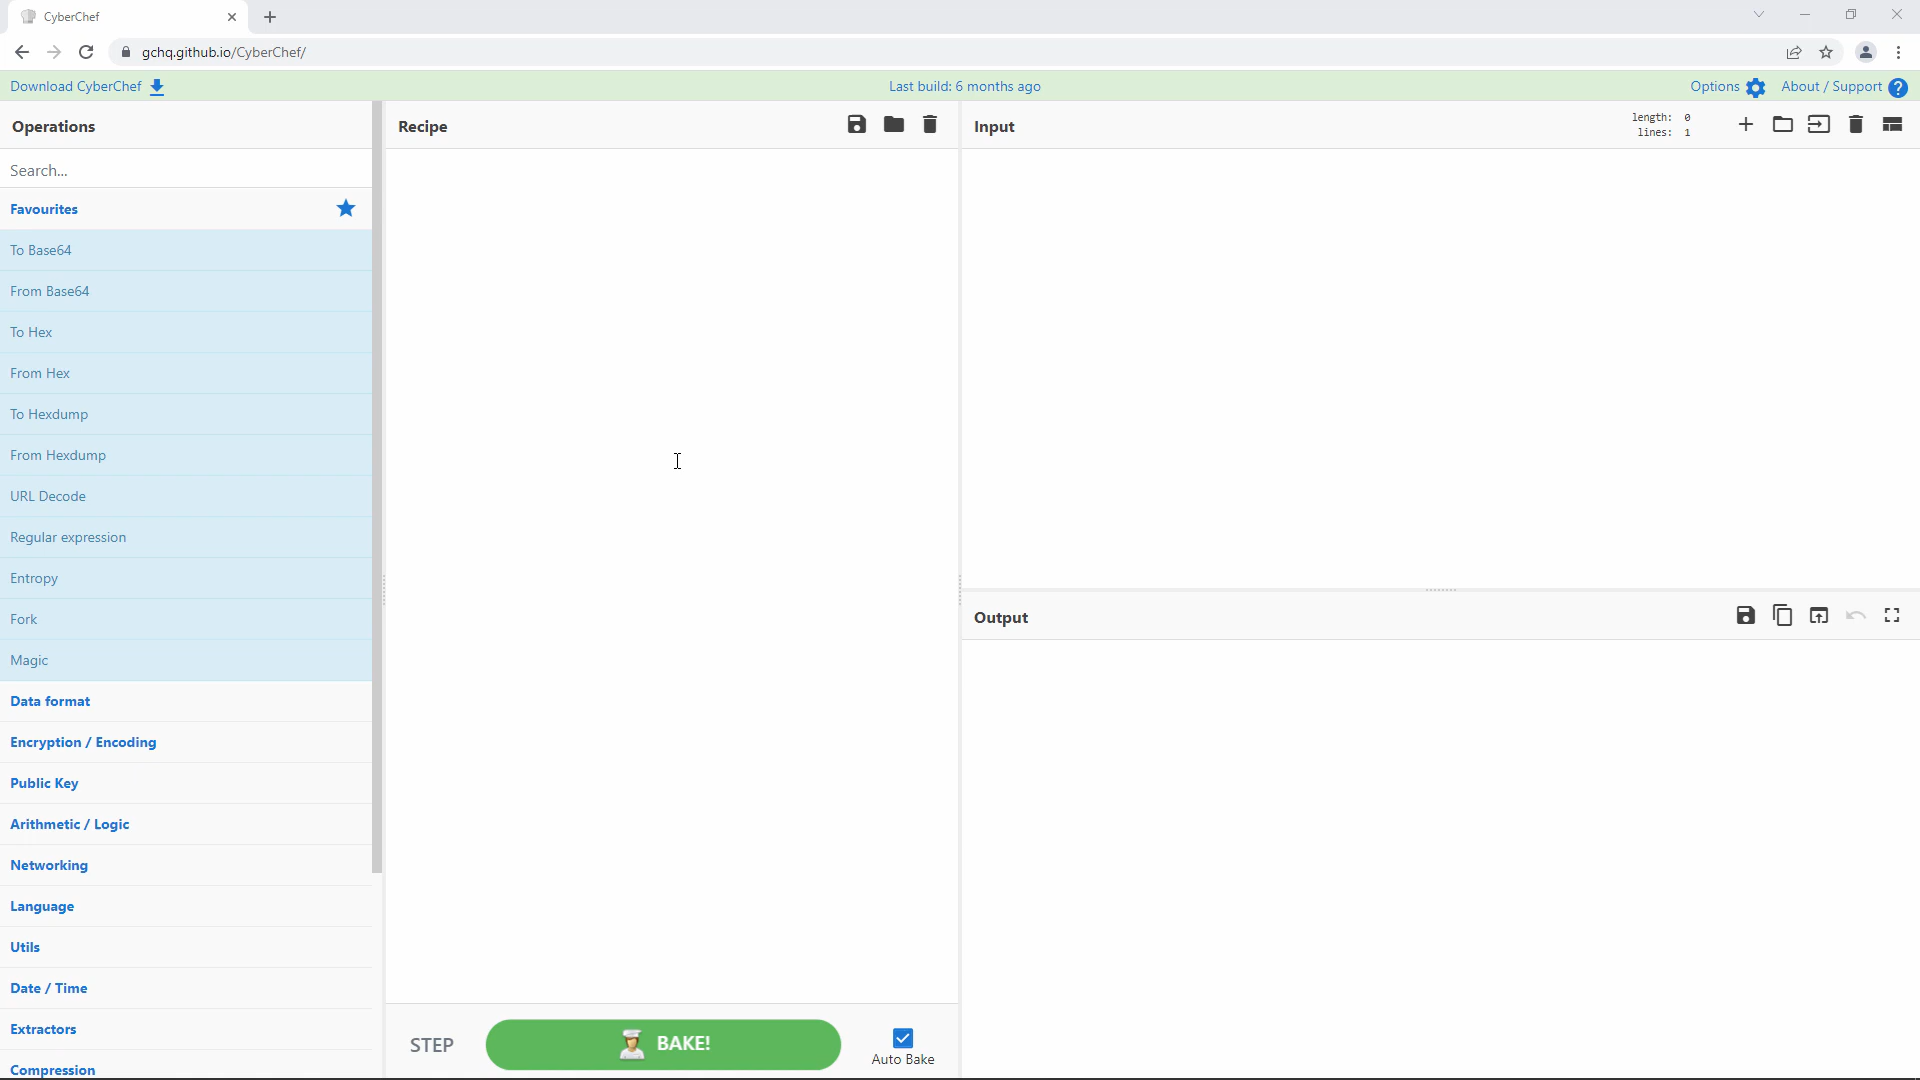 CyberChef
gchq.github.io/CyberChef/
Download CyberChef
Last build: 6 months ago
Options
About / Support
Operations
Search...
Favourites
To Base64
From Base64
To Hex
From Hex
To Hexdump
From Hexdump
URL Decode
Regular expression
Entropy
Fork
Magic
Data format
Encryption / Encoding
Public Key
Arithmetic / Logic
Networking
Language
Utils
Date / Time
Extractors
Compression
Recipe
STEP
BAKE!
Auto Bake
Input
length: 0
lines: 1
Output